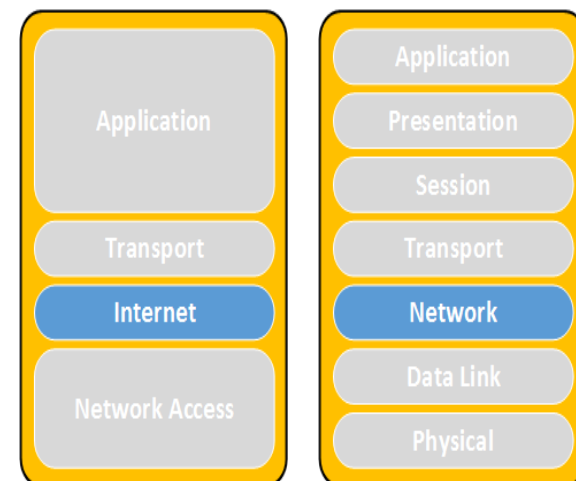 Application
Transport
Internet
Network Access
Application
Presentation
Session
Transport
Network
Data Link
Physical